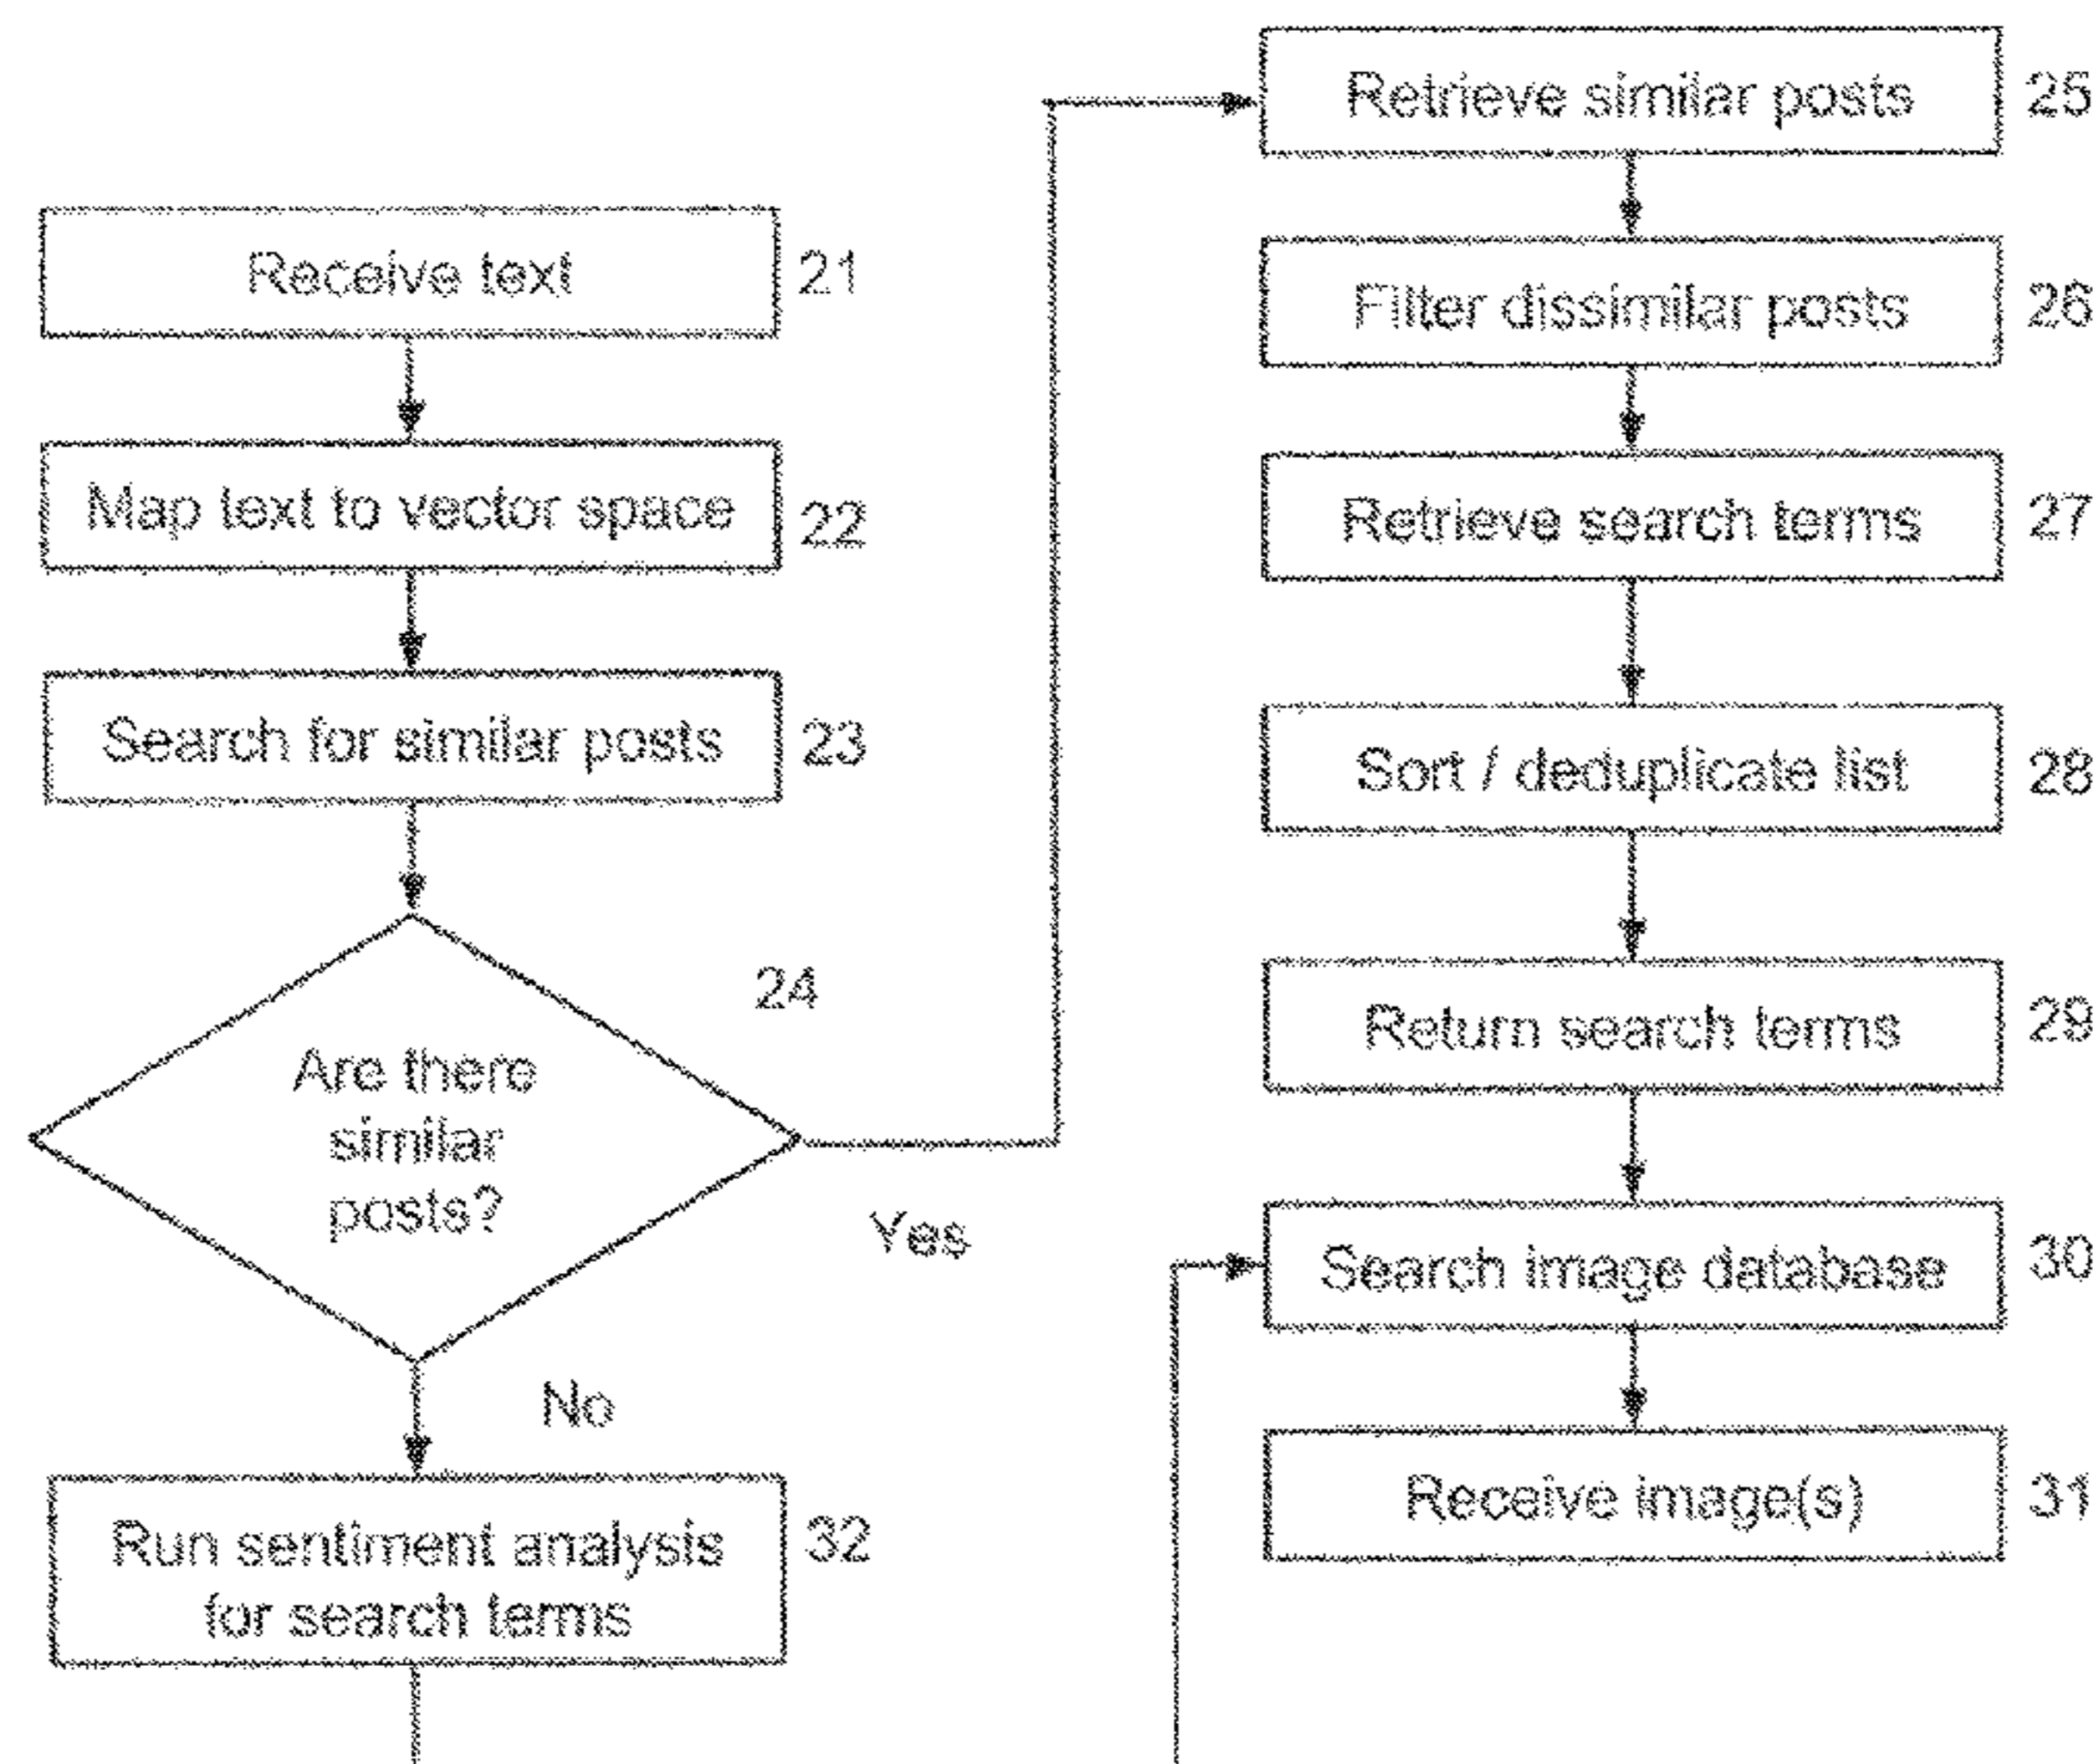 Receive text
21
Map text to vector space
22
Search for similar posts
23
24
Are there
similar
posts?
Yes
No
Run sentiment analysis
for search terms
32
Retrieve similar posts
25
Filter dissimilar posts
26
Retrieve search terms
27
Sort / deduplicate list
28
Return search terms
29
Search image database
30
Receive image(s)
31